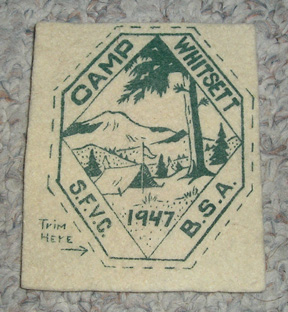 CAMP
WHITSETT
S.F.V.C.
1947
B.S.A.
Trim
Here